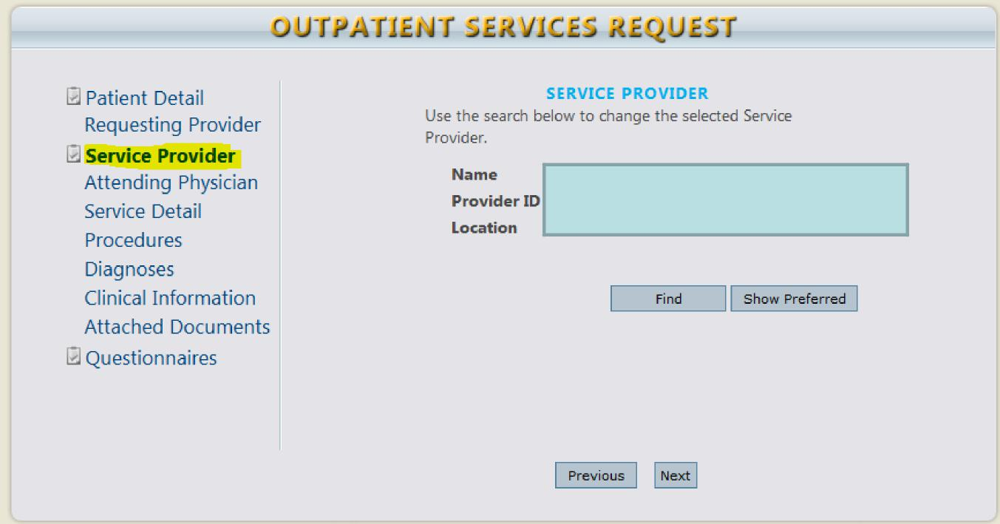 OUTPATIENT SERVICES REQUEST
Patient Detail
Requesting Provider
Service Provider
Attending Physician
Service Detail
Procedures
Diagnoses
Clinical Information
Attached Documents
Questionnaires
SERVICE PROVIDER
Use the search below to change the selected Service
Provider.
Name
Provider ID
Location
Find
Show Preferred
Previous
Next